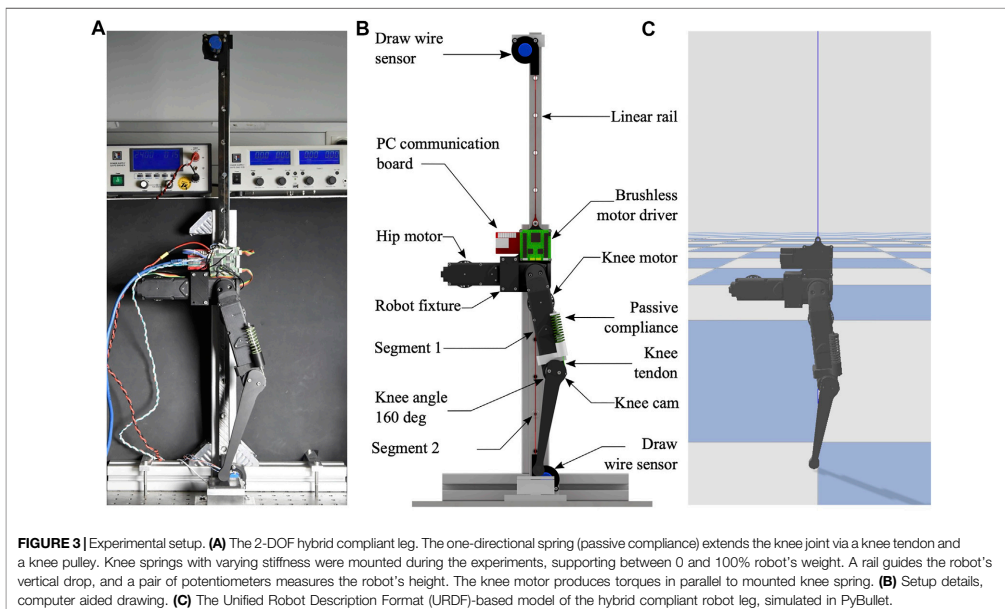 A
B
C
Draw wire
sensor
Linear rail
PC communication
board
Brushless
motor driver
Hip motor
Knee motor
Robot fixture
Passive
compliance
Segment 1
Knee
tendon
Knee angle
160 deg
Knee cam
Segment 2
Draw
wire sensor
FIGURE 3 | Experimental setup. (A) The 2-DOF hybrid compliant leg. The one-directional spring (passive compliance) extends the knee joint via a knee tendon and
a knee pulley. Knee springs with varying stiffness were mounted during the experiments, supporting between 0 and 100% robot's weight. A rail guides the robot's
vertical drop, and a pair of potentiometers measures the robot's height. The knee motor produces torques in parallel to mounted knee spring. (B) Setup details,
computer aided drawing. (C) The Unified Robot Description Format (URDF)-based model of the hybrid compliant robot leg, simulated in PyBullet.